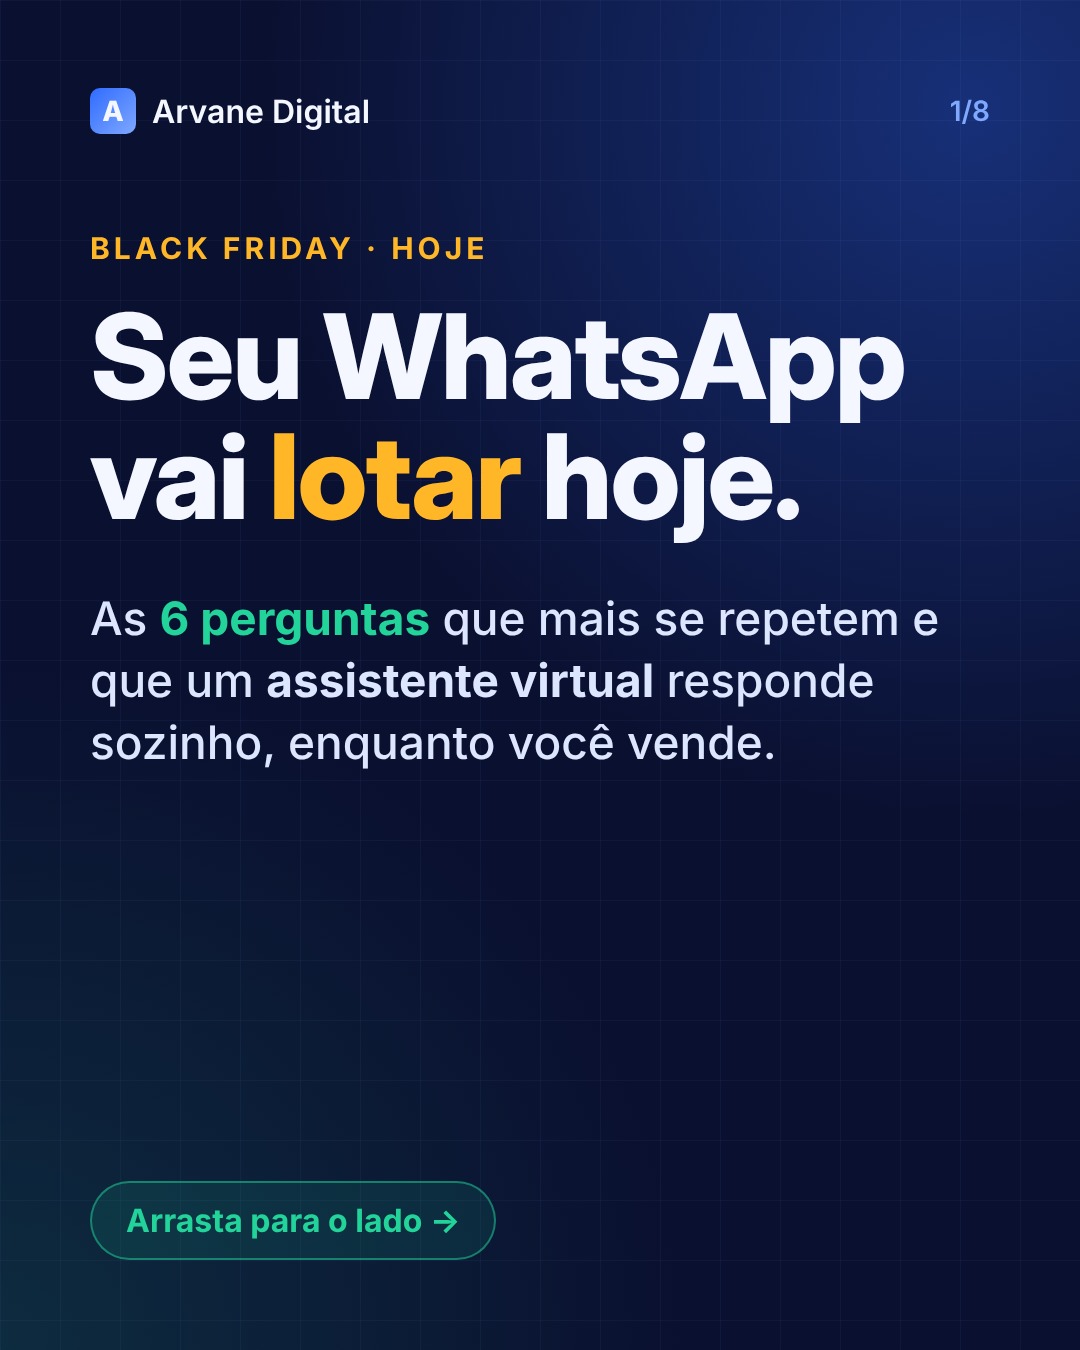 A Arvane Digital
1/8
BLACK FRIDAY · HOJE
Seu WhatsApp
vai lotar hoje.
As 6 perguntas que mais se repetem e
que um assistente virtual responde
sozinho, enquanto você vende.
Arrasta para o lado →